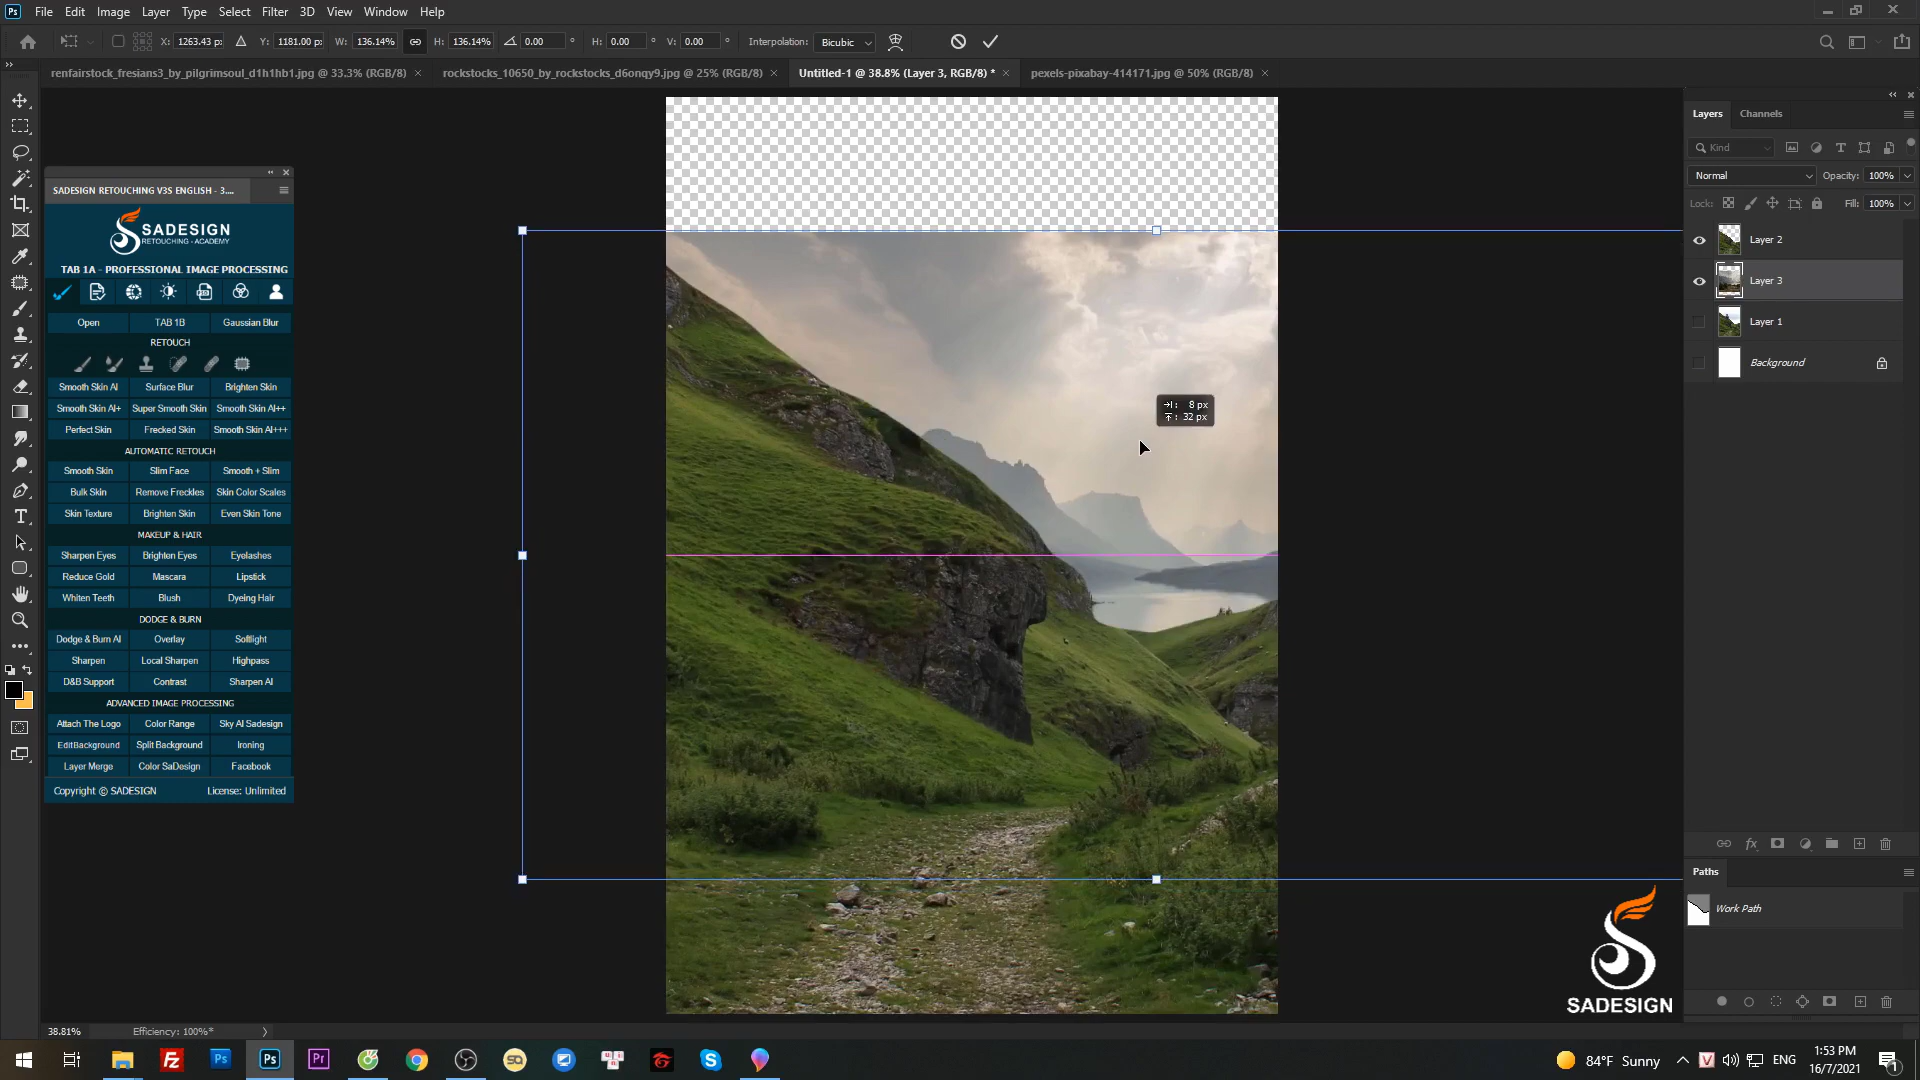 Ps File Edit Image Layer Type Select Filter 3D View Window Help
X: 1263.43 px Y: 1181.00 px W: 136.14% H: 136.14% 0.00 ° H: 0.00 ° V: 0.00 ° Interpolation: Bicubic
renfairstock_fresians3_by_pilgrimsoul_d1h1hb1.jpg @ 33.3% (RGB/8) × rockstocks_10650_by_rockstocks_d6onqy9.jpg @ 25% (RGB/8) × Untitled-1 @ 38.8% (Layer 3, RGB/8) * × pexels-pixabay-414171.jpg @ 50% (RGB/8) ×
SADESIGN RETOUCHING V3S ENGLISH - 3....
SADESIGN
RETOUCHING - ACADEMY
TAB 1A - PROFESSIONAL IMAGE PROCESSING
Open TAB 1B Gaussian Blur
RETOUCH
Smooth Skin AI Surface Blur Brighten Skin
Smooth Skin AI+ Super Smooth Skin Smooth Skin AI++
Perfect Skin Frecked Skin Smooth Skin AI+++
AUTOMATIC RETOUCH
Smooth Skin Slim Face Smooth + Slim
Bulk Skin Remove Freckles Skin Color Scales
Skin Texture Brighten Skin Even Skin Tone
MAKEUP & HAIR
Sharpen Eyes Brighten Eyes Eyelashes
Reduce Gold Mascara Lipstick
Whiten Teeth Blush Dyeing Hair
DODGE & BURN
Dodge & Burn AI Overlay Softlight
Sharpen Local Sharpen Highpass
D&B Support Contrast Sharpen AI
ADVANCED IMAGE PROCESSING
Attach The Logo Color Range Sky AI Sadesign
EditBackground Split Background Ironing
Layer Merge Color SaDesign Facebook
Copyright © SADESIGN License: Unlimited
8 px
32 px
Layers Channels
Kind
Normal Opacity: 100%
Lock: Fill: 100%
Layer 2
Layer 3
Layer 1
Background
Paths
Work Path
SADESIGN
38.81% Efficiency: 100%*
84°F Sunny ENG
1:53 PM
16/7/2021